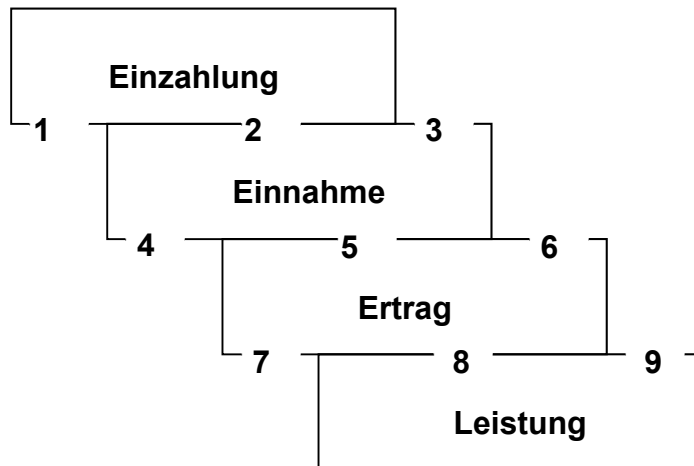 Einzahlung
1 2 3
Einnahme
4 5 6
Ertrag
7 8 9
Leistung